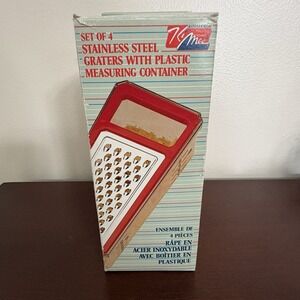 SET OF 4
STAINLESS STEEL
GRATERS WITH PLASTIC
MEASURING CONTAINER
ENSEMBLE DE
4 PIÈCES
RÂPE EN
ACIER INOXYDABLE
AVEC BOÎTIER EN
PLASTIQUE